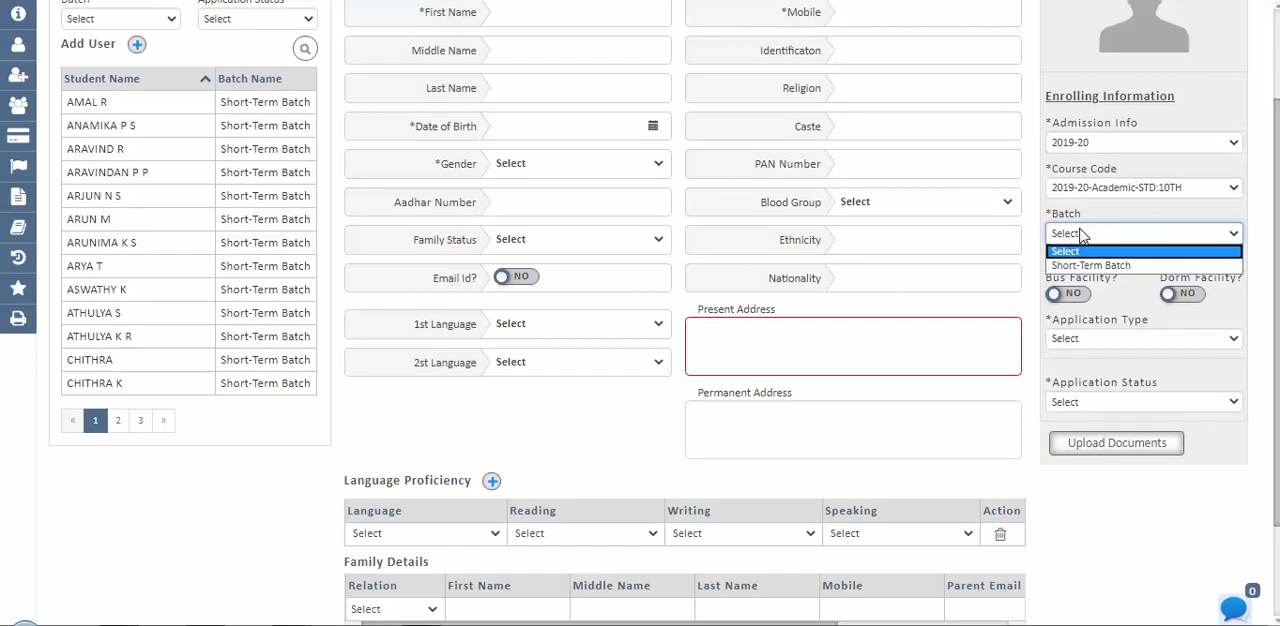 Batch
Application Status
Select
Select
Add User
Student Name
Batch Name
AMAL R
Short-Term Batch
ANAMIKA P S
Short-Term Batch
ARAVIND R
Short-Term Batch
ARAVINDAN P P
Short-Term Batch
ARJUN N S
Short-Term Batch
ARUN M
Short-Term Batch
ARUNIMA K S
Short-Term Batch
ARYA T
Short-Term Batch
ASWATHY K
Short-Term Batch
ATHULYA S
Short-Term Batch
ATHULYA K R
Short-Term Batch
CHITHRA
Short-Term Batch
CHITHRA K
Short-Term Batch
«
1
2
3
»
*First Name
Middle Name
Last Name
*Date of Birth
*Gender
Select
Aadhar Number
Family Status
Select
Email Id?
NO
1st Language
Select
2st Language
Select
*Mobile
Identificaton
Religion
Caste
PAN Number
Blood Group
Select
Ethnicity
Nationality
Present Address
Permanent Address
Language Proficiency
Language
Reading
Writing
Speaking
Action
Select
Select
Select
Select
Family Details
Relation
First Name
Middle Name
Last Name
Mobile
Parent Email
Select
Enrolling Information
*Admission Info
2019-20
*Course Code
2019-20-Academic-STD:10TH
*Batch
Select
Select
Short-Term Batch
Bus Facility?
Dorm Facility?
NO
NO
*Application Type
Select
*Application Status
Select
Upload Documents
0